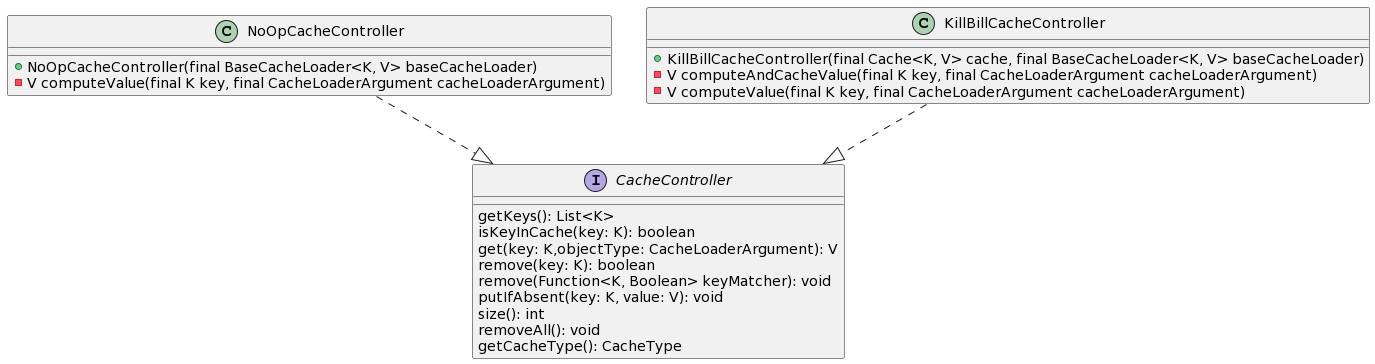 C NoOpCacheController
NoOpCacheController(final BaseCacheLoader<K, V> baseCacheLoader)
V computeValue(final K key, final CacheLoaderArgument cacheLoaderArgument)
C KillBillCacheController
KillBillCacheController(final Cache<K, V> cache, final BaseCacheLoader<K, V> baseCacheLoader)
V computeAndCacheValue(final K key, final CacheLoaderArgument cacheLoaderArgument)
V computeValue(final K key, final CacheLoaderArgument cacheLoaderArgument)
I CacheController
getKeys(): List<K>
isKeyInCache(key: K): boolean
get(key: K,objectType: CacheLoaderArgument): V
remove(key: K): boolean
remove(Function<K, Boolean> keyMatcher): void
putIfAbsent(key: K, value: V): void
size(): int
removeAll(): void
getCacheType(): CacheType